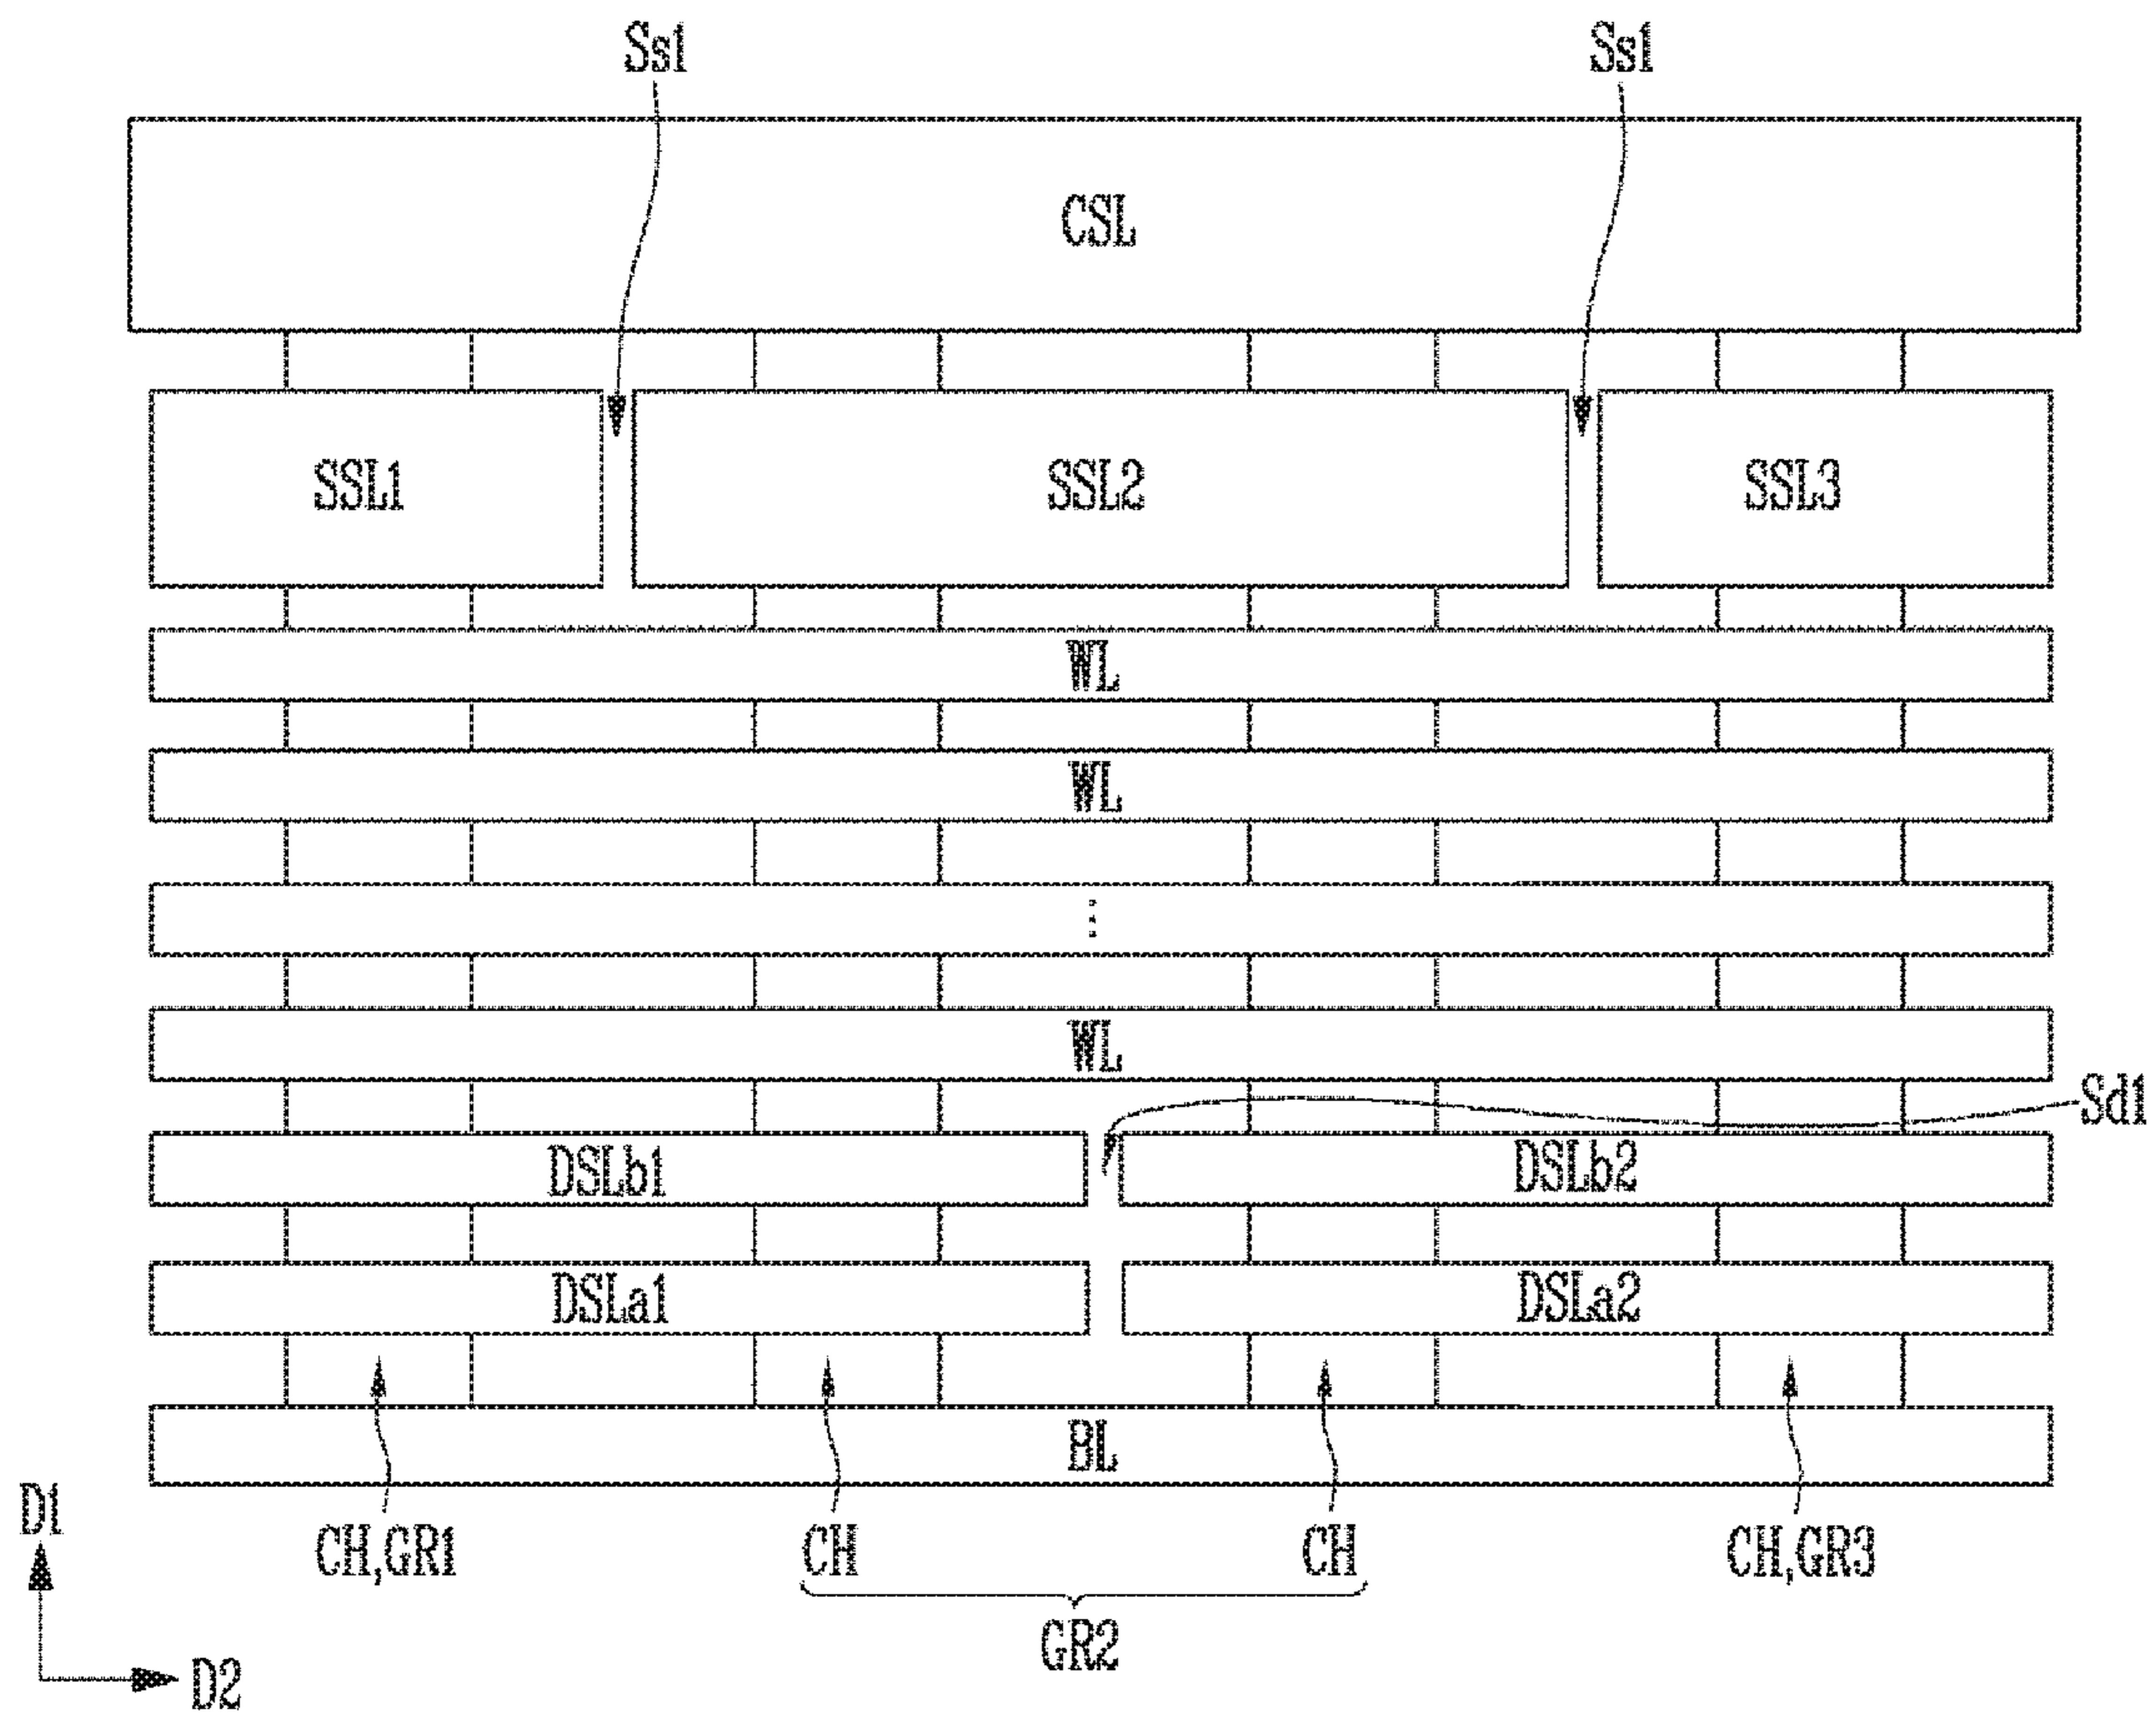 Ss1 Ss1
CSL
SSL1 SSL2 SSL3
WL
WL
⋮
WL
Sd1
DSLb1 DSLb2
DSLa1 DSLa2
BL
D1
CH,GR1 CH CH CH,GR3
GR2
D2